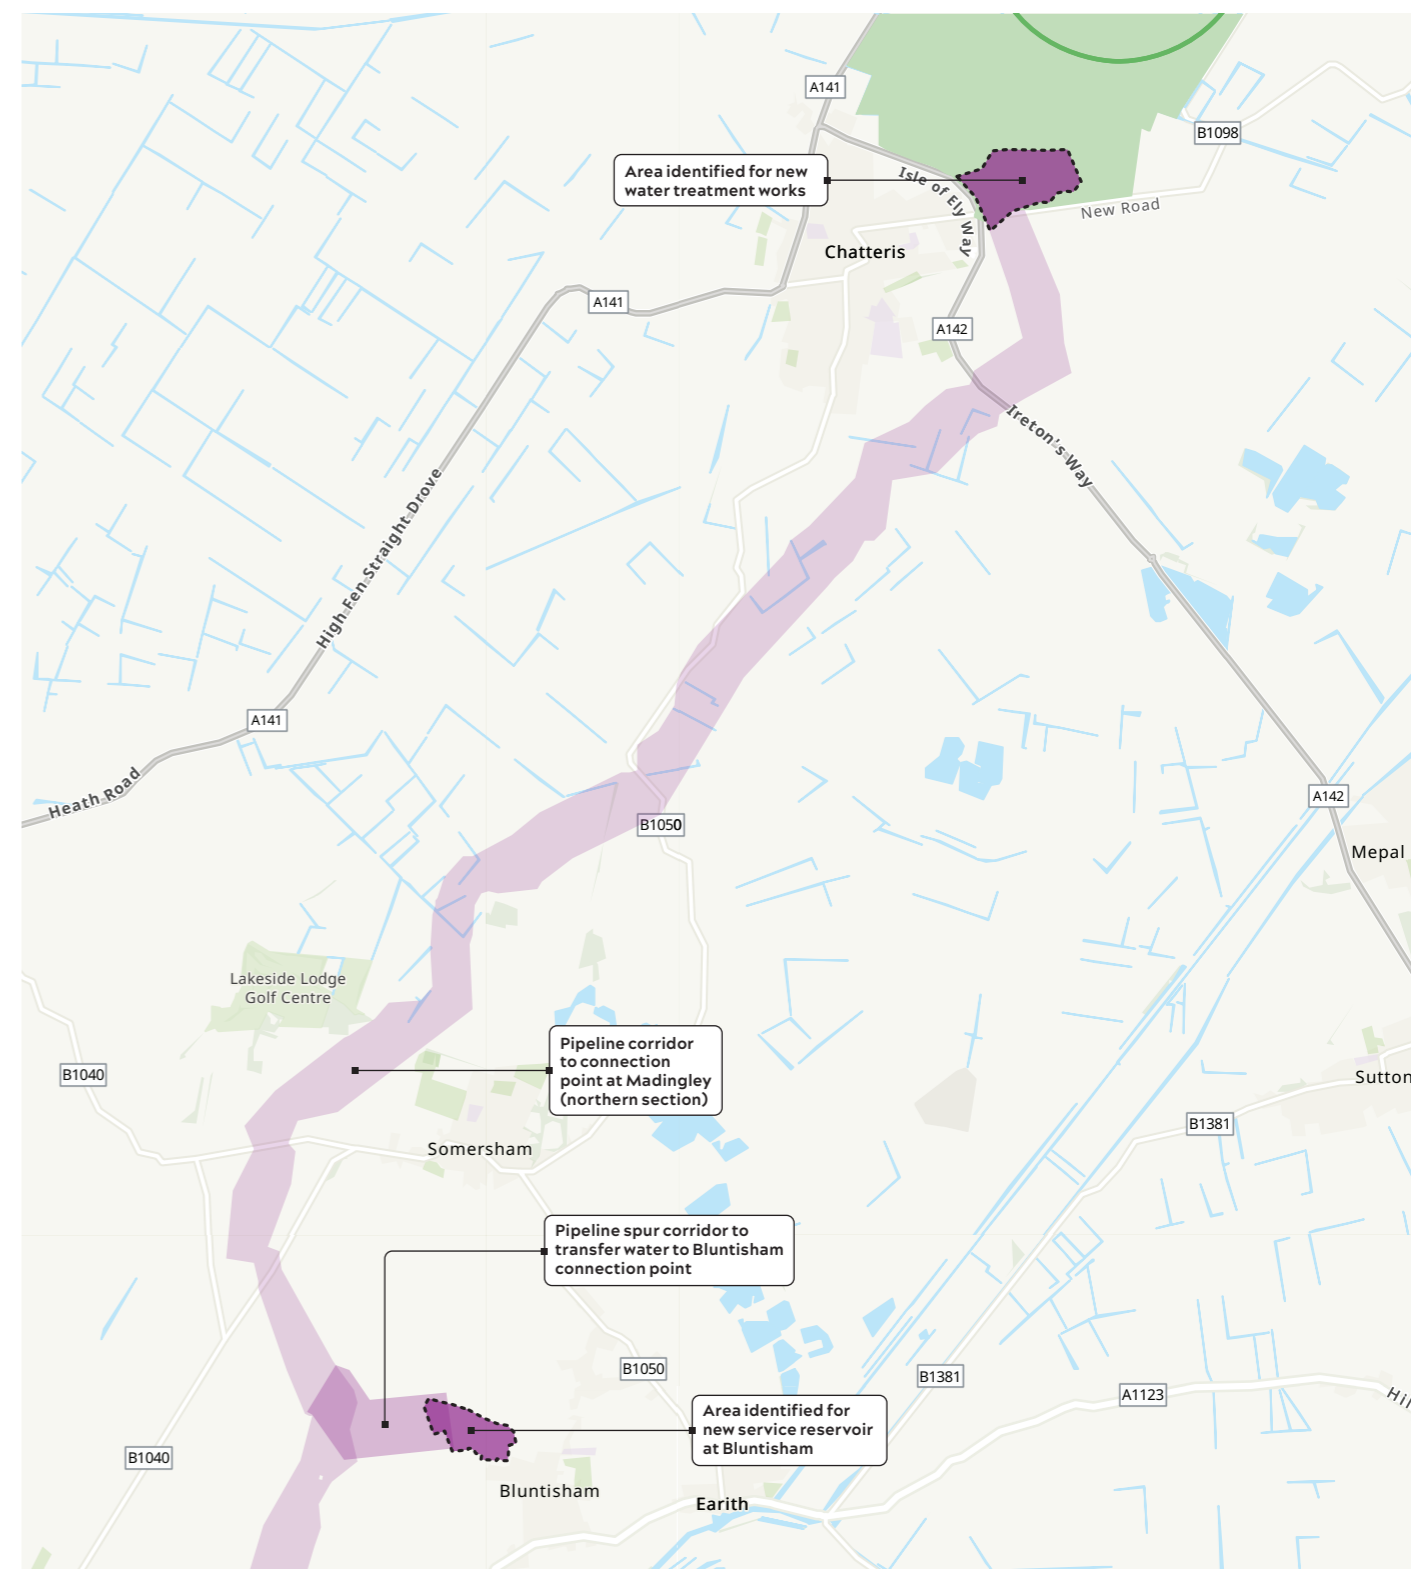 A141
B1098
Area identified for new
water treatment works
Isle of Ely Way
New Road
Chatteris
A141
A142
Ireton's Way
High Fen Straight Drove
A141
Heath Road
A142
B1050
Mepal
Lakeside Lodge
Golf Centre
Pipeline corridor
to connection
point at Madingley
(northern section)
B1040
Sutton
B1381
Somersham
Pipeline spur corridor to
transfer water to Bluntisham
connection point
B1050
B1381
A1123
Hil
Area identified for
new service reservoir
at Bluntisham
B1040
Bluntisham
Earith